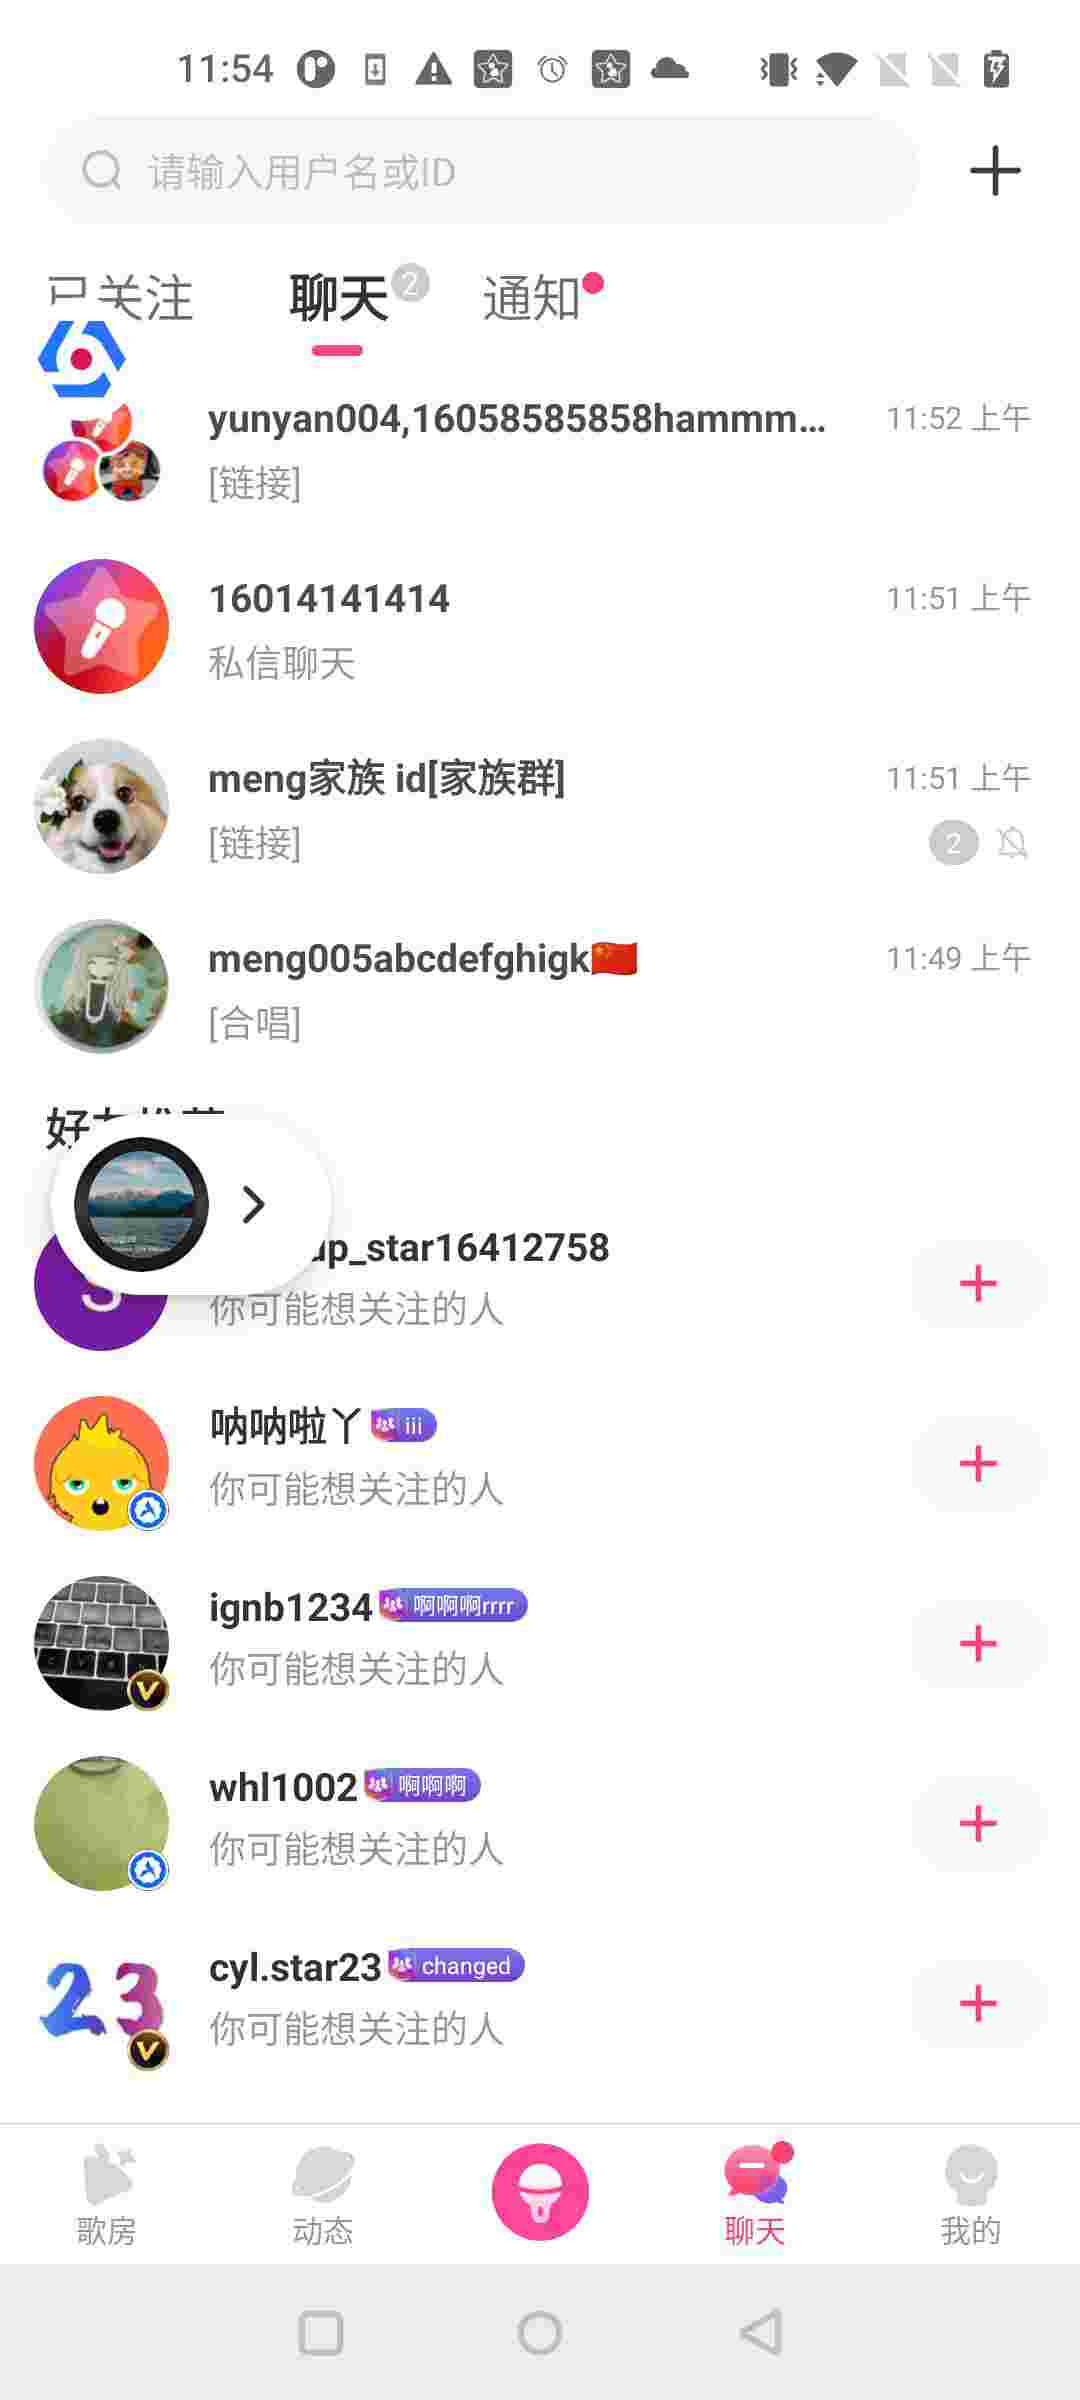 11:54
请输入用户名或ID
已关注
聊天 2
通知
yunyan004,16058585858hammm...
11:52 上午
[链接]
16014141414
11:51 上午
私信聊天
meng家族 id[家族群]
11:51 上午
[链接]
2
meng005abcdefghigk🇨🇳
11:49 上午
[合唱]
好友推荐
up_star16412758
你可能想关注的人
呐呐啦丫 iii
你可能想关注的人
ignb1234 啊啊啊rrrr
你可能想关注的人
whl1002 啊啊啊
你可能想关注的人
23
cyl.star23 changed
你可能想关注的人
歌房
动态
聊天
我的